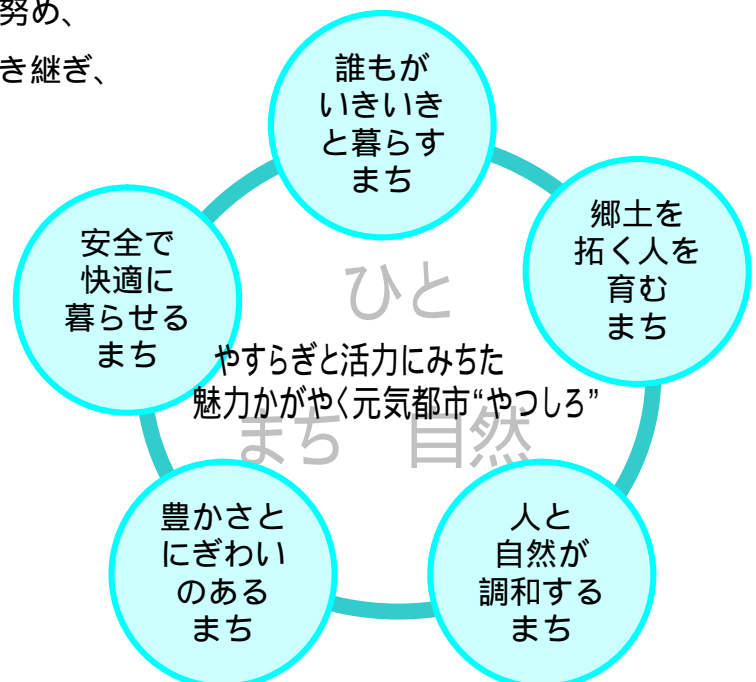 努め、
き継ぎ、
誰もが
いきいき
と暮らす
まち
郷土を
拓く人を
育む
まち
安全で
快適に
暮らせる
まち
ひと
やすらぎと活力にみちた
魅力かがやく元気都市“やつしろ”
まち 自然
豊かさと
にぎわい
のある
まち
人と
自然が
調和する
まち